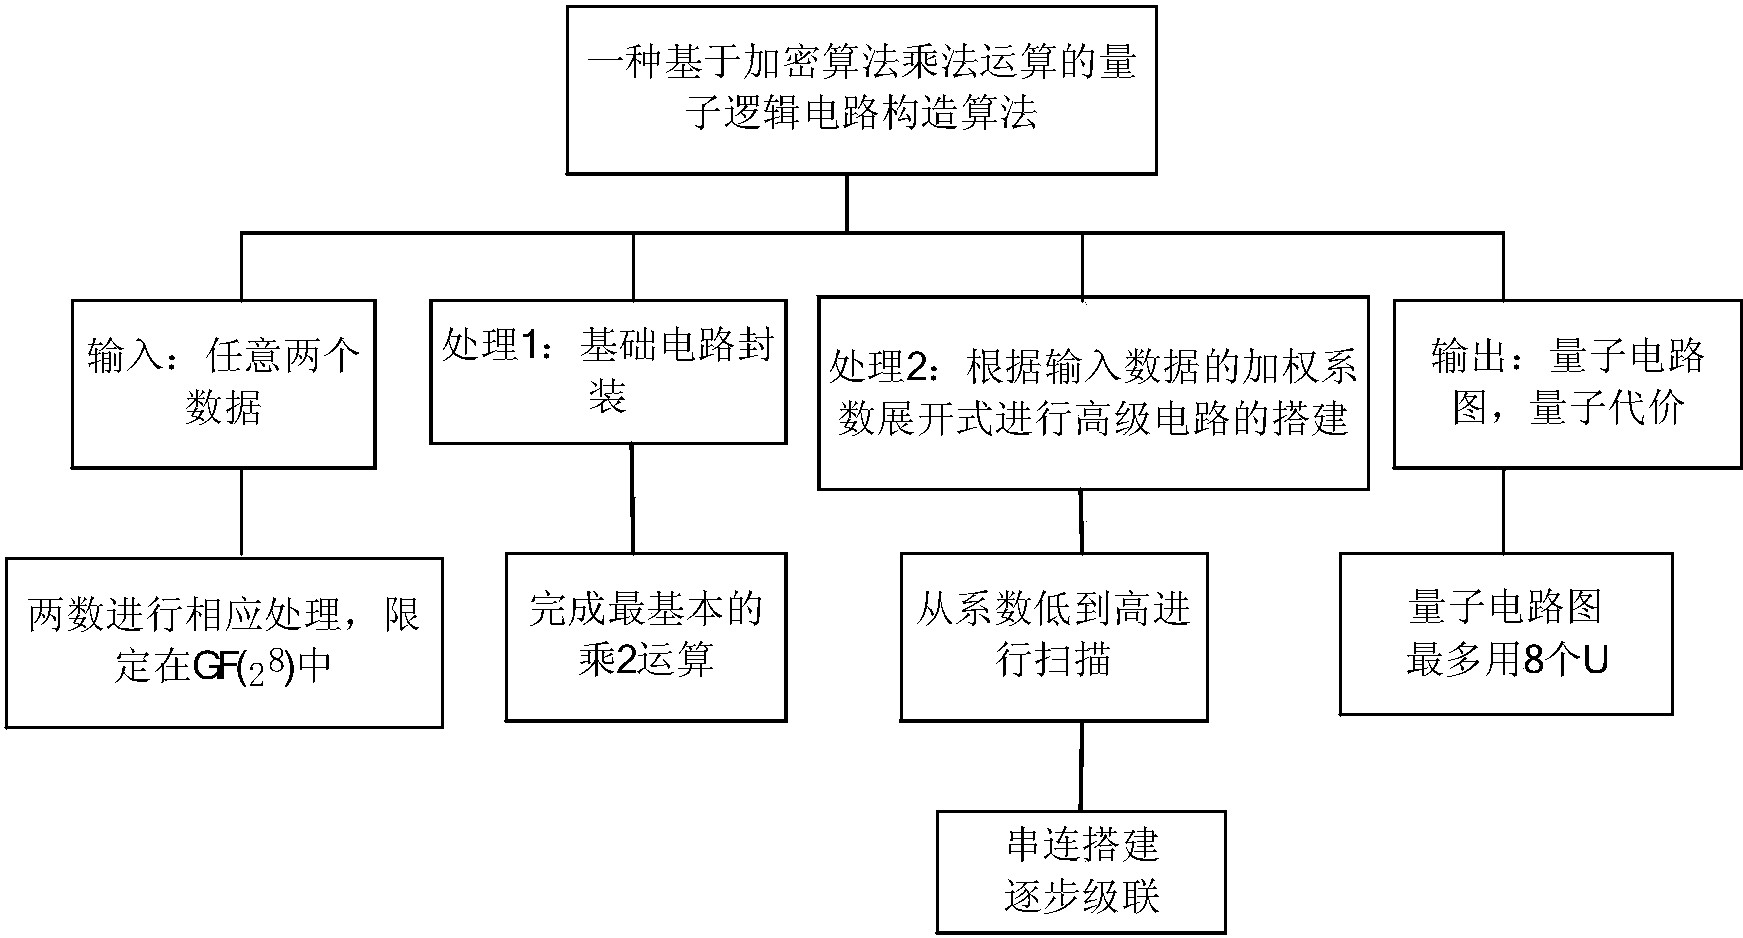 一种基于加密算法乘法运算的量
子逻辑电路构造算法
输入：任意两个
数据
处理1：基础电路封
装
处理2：根据输入数据的加权系
数展开式进行高级电路的搭建
输出：量子电路
图，量子代价
两数进行相应处理，限
定在GF(2⁸)中
完成最基本的
乘2运算
从系数低到高进
行扫描
量子电路图
最多用8个U
串连搭建
逐步级联